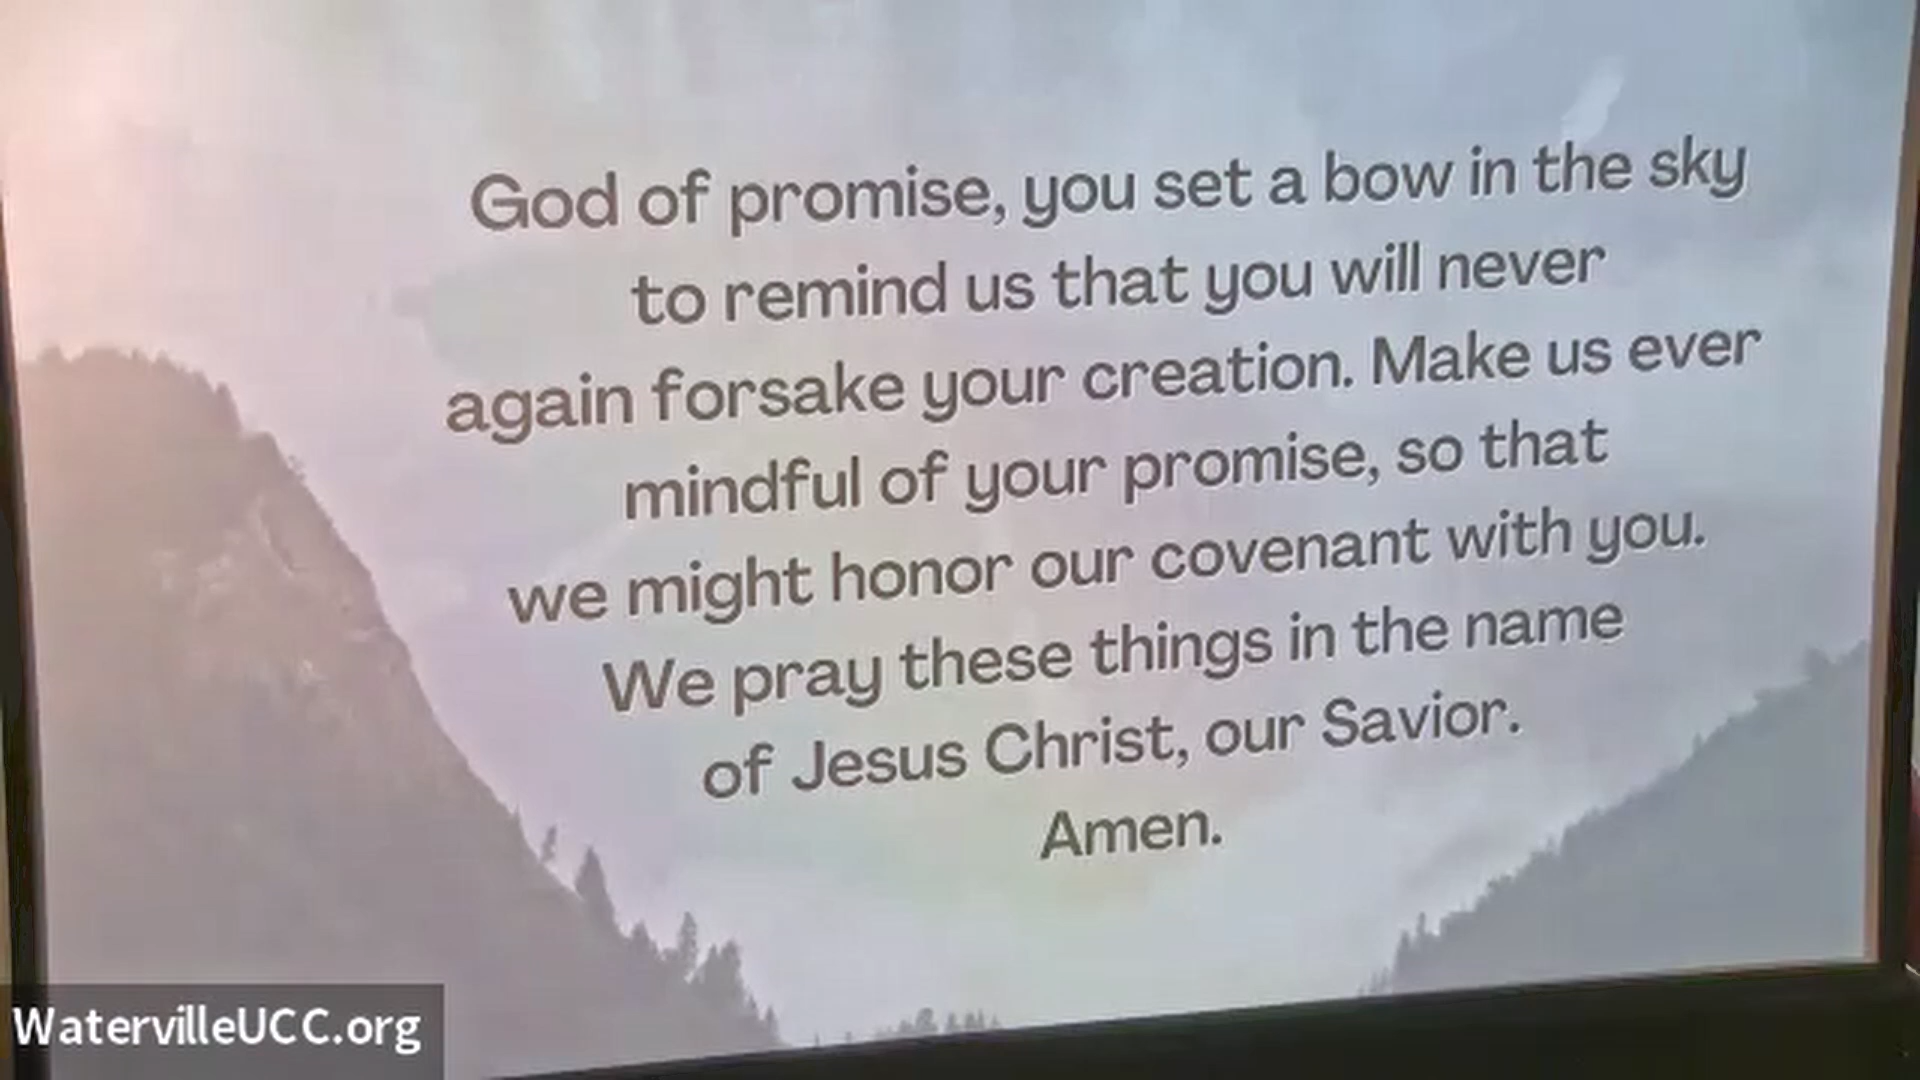 God of promise, you set a bow in the sky
to remind us that you will never
again forsake your creation. Make us ever
mindful of your promise, so that
we might honor our covenant with you.
We pray these things in the name
of Jesus Christ, our Savior.
Amen.
WatervilleUCC.org